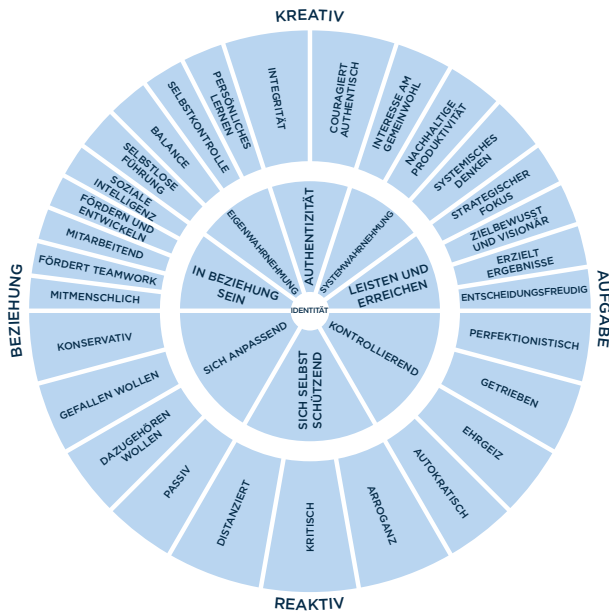 KREATIV
COURAGIERT
AUTHENTISCH
INTERESSE AM
GEMEINWOHL
NACHHALTIGE
PRODUKTIVITÄT
SYSTEMISCHES
DENKEN
STRATEGISCHER
FOKUS
ZIELBEWUSST
UND VISIONÄR
ERZIELT
ERGEBNISSE
ENTSCHEIDUNGSFREUDIG
AUFGABE
PERFEKTIONISTISCH
GETRIEBEN
EHRGEIZ
AUTOKRATISCH
ARROGANZ
KRITISCH
REAKTIV
DISTANZIERT
PASSIV
DAZUGEHÖREN
WOLLEN
GEFALLEN WOLLEN
KONSERVATIV
BEZIEHUNG
MITMENSCHLICH
FÖRDERT TEAMWORK
MITARBEITEND
FÖRDERN UND
ENTWICKELN
SOZIALE
INTELLIGENZ
SELBSTLOSE
FÜHRUNG
BALANCE
SELBSTKONTROLLE
PERSÖNLICHES
LERNEN
INTEGRITÄT
IN BEZIEHUNG
SEIN
EIGENWAHRNEHMUNG
AUTHENTIZITÄT
SYSTEMWAHRNEHMUNG
LEISTEN UND
ERREICHEN
IDENTITÄT
KONTROLLIEREND
SICH SELBST
SCHÜTZEND
SICH ANPASSEND